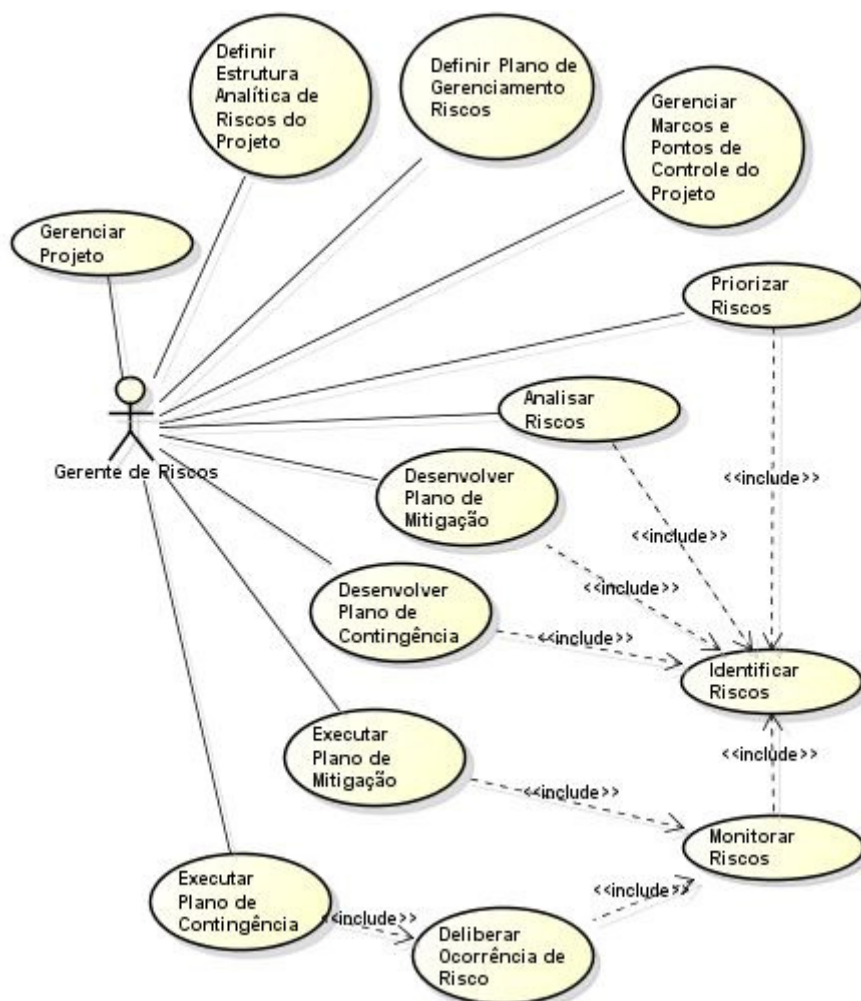 Definir
Estrutura
Analítica de
Riscos do
Projeto
Definir Plano de
Gerenciamento
Riscos
Gerenciar
Marcos e
Pontos de
Controle do
Projeto
Gerenciar
Projeto
Priorizar
Riscos
Analisar
Riscos
Gerente de Riscos
Desenvolver
Plano de
Mitigação
<<include>>
<<include>>
<<include>>
Desenvolver
Plano de
Contingência
<<include>>
Identificar
Riscos
Executar
Plano de
Mitigação
<<include>>
<<include>>
Monitorar
Riscos
Executar
Plano de
Contingência
<<include>>
<<include>>
Deliberar
Ocorrência de
Risco